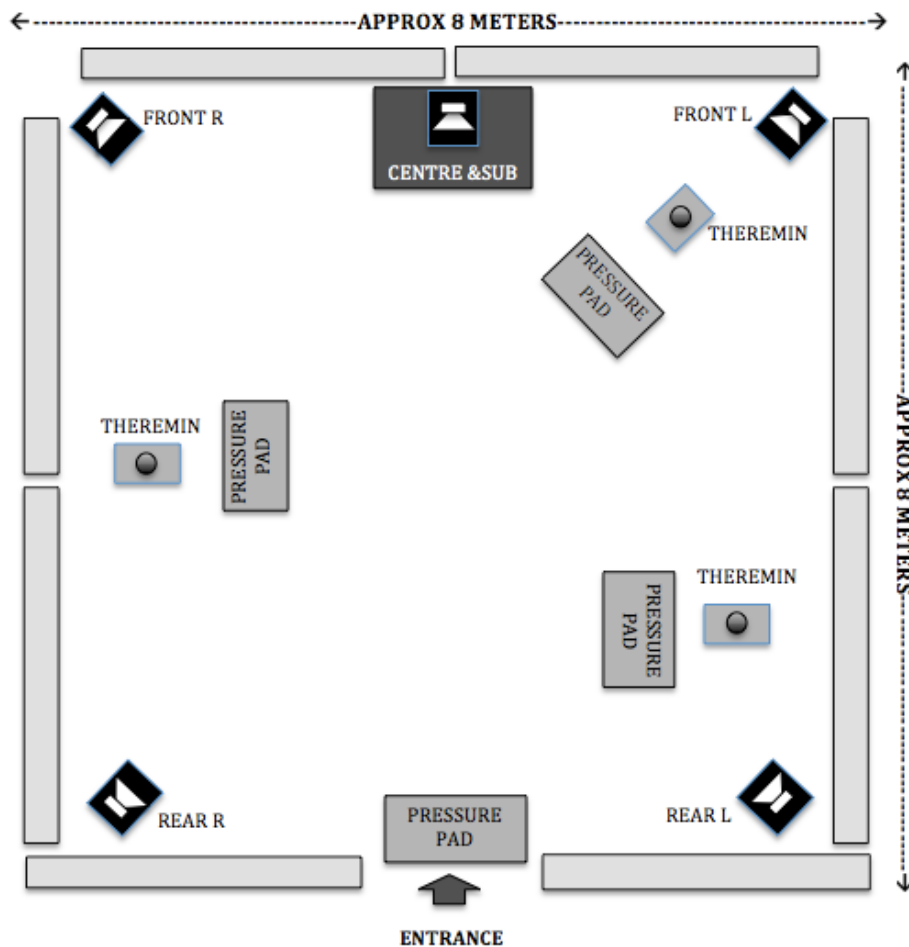 APPROX 8 METERS
FRONT R
FRONT L
CENTRE &SUB
THEREMIN
PRESSURE
PAD
THEREMIN
PRESSURE
PAD
APPROX 8 METERS
THEREMIN
PRESSURE
PAD
REAR R
PRESSURE
PAD
REAR L
ENTRANCE